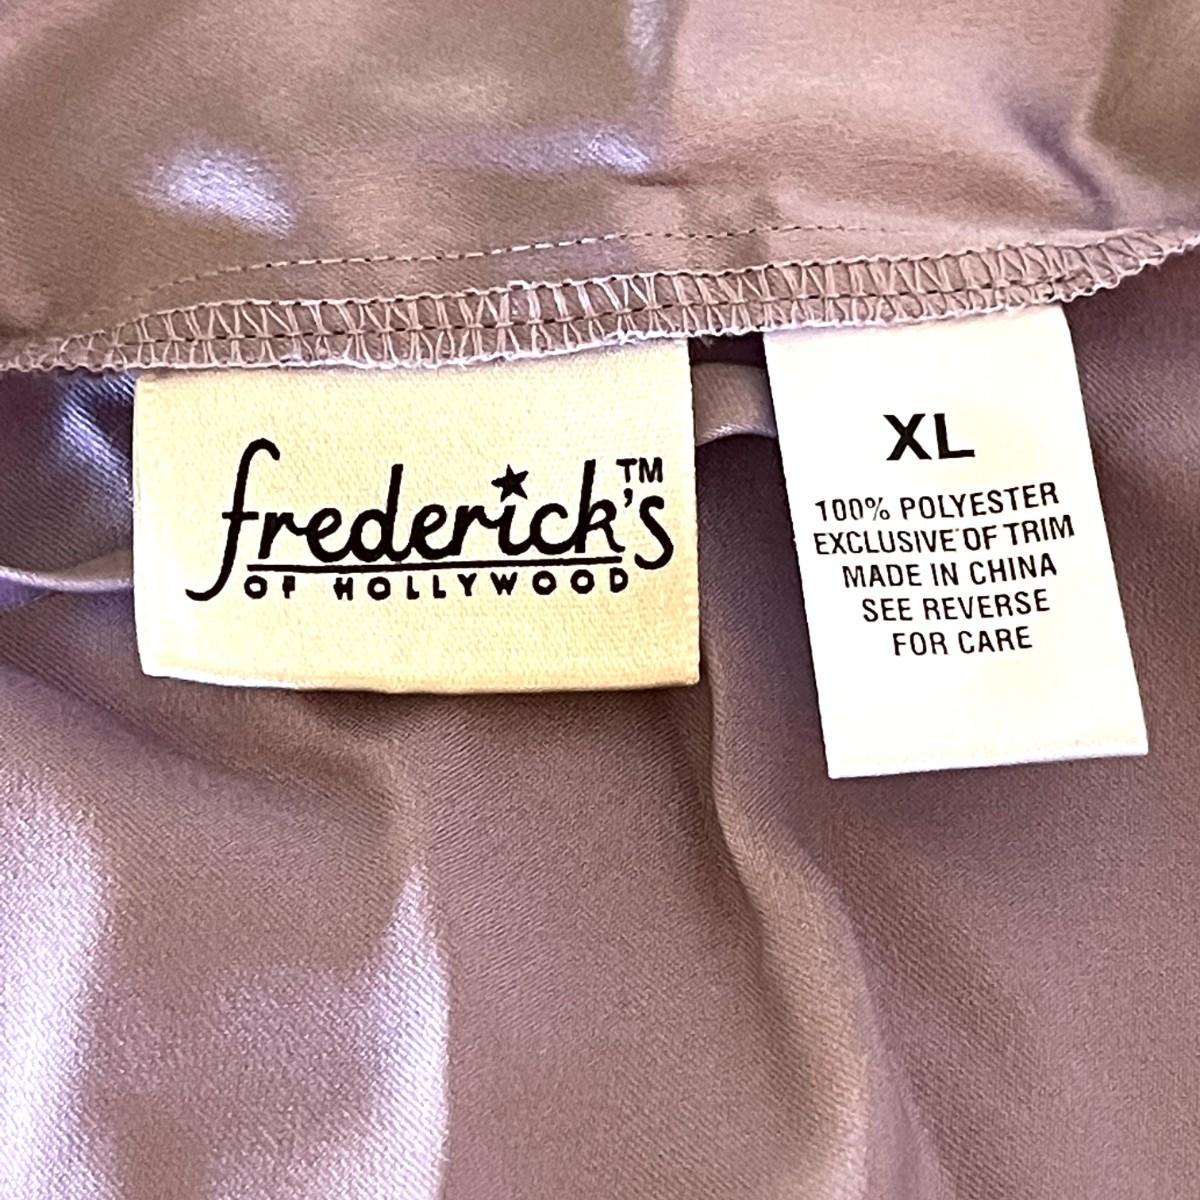 frederick's™
OF HOLLYWOOD
XL
100% POLYESTER
EXCLUSIVE OF TRIM
MADE IN CHINA
SEE REVERSE
FOR CARE